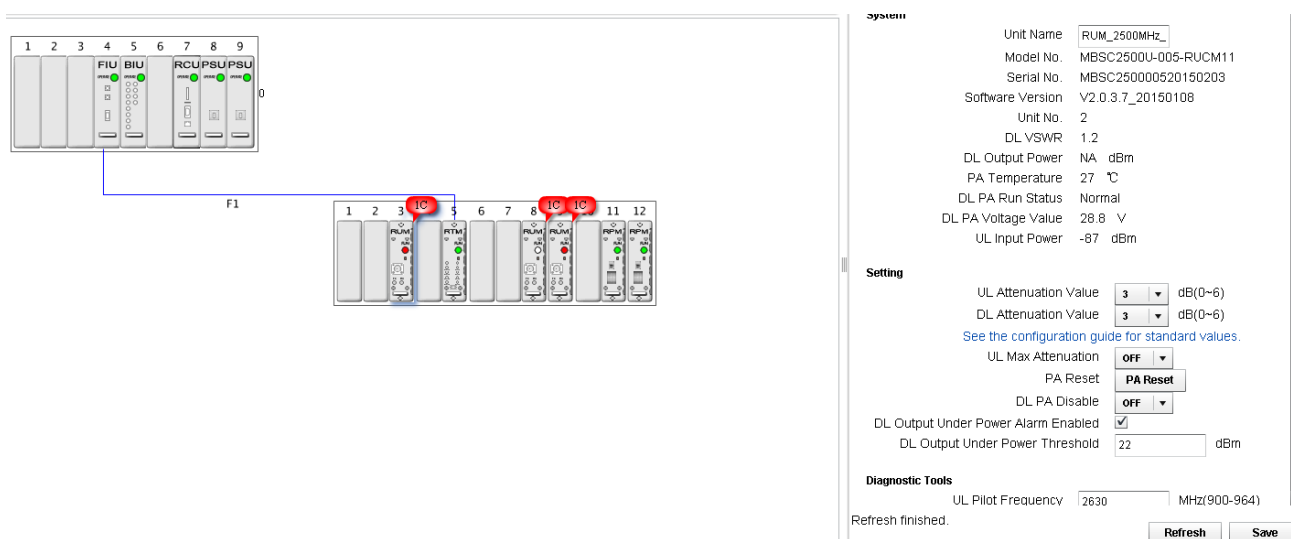 1 2 3 4 5 6 7 8 9
FIU BIU RCU PSU PSU
0
F1
1C 1C 1C
1 2 3 5 6 7 8 11 12
RUM RTM RUM RUM RPM RPM
RUN RUN RUN RUN RUN RUN
System
Unit Name RUM_2500MHz_
Model No. MBSC2500U-005-RUCM11
Serial No. MBSC250000520150203
Software Version V2.0.3.7_20150108
Unit No. 2
DL VSWR 1.2
DL Output Power NA dBm
PA Temperature 27 ℃
DL PA Run Status Normal
DL PA Voltage Value 28.8 V
UL Input Power -87 dBm
Setting
UL Attenuation Value 3 dB(0~6)
DL Attenuation Value 3 dB(0~6)
See the configuration guide for standard values.
UL Max Attenuation OFF
PA Reset PA Reset
DL PA Disable OFF
DL Output Under Power Alarm Enabled
DL Output Under Power Threshold 22 dBm
Diagnostic Tools
UL Pilot Frequency 2630 MHz(900-964)
Refresh finished.
Refresh Save